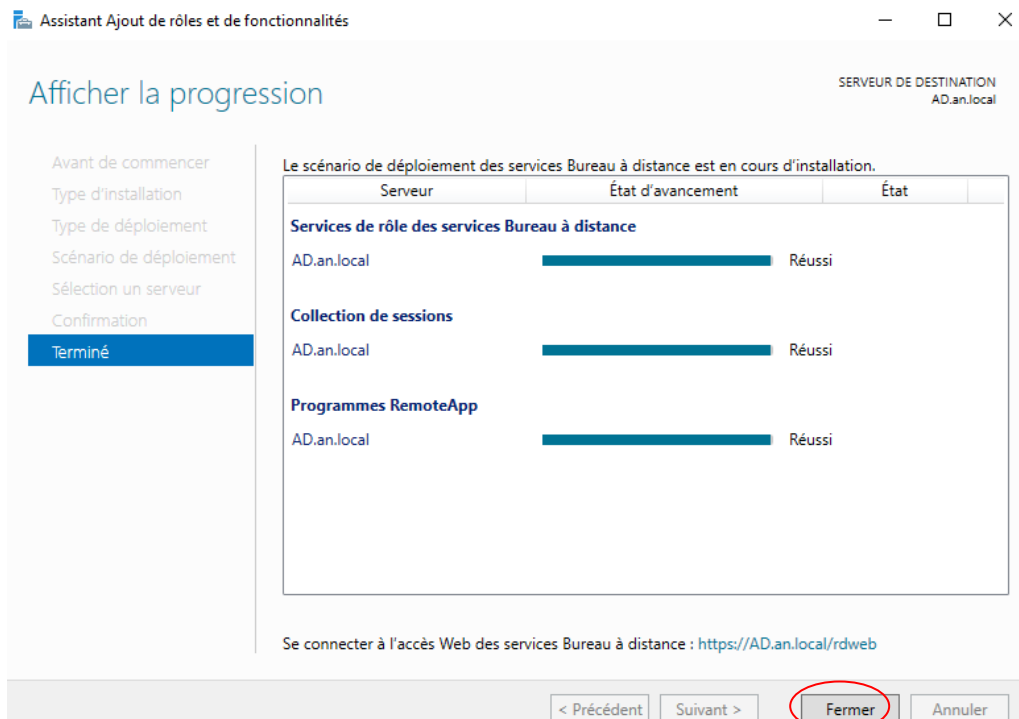 Assistant Ajout de rôles et de fonctionnalités
Afficher la progression
SERVEUR DE DESTINATION
AD.an.local
Avant de commencer
Type d'installation
Type de déploiement
Scénario de déploiement
Sélection un serveur
Confirmation
Terminé
Le scénario de déploiement des services Bureau à distance est en cours d'installation.
Serveur État d'avancement État
Services de rôle des services Bureau à distance
AD.an.local Réussi
Collection de sessions
AD.an.local Réussi
Programmes RemoteApp
AD.an.local Réussi
Se connecter à l'accès Web des services Bureau à distance : https://AD.an.local/rdweb
< Précédent Suivant > Fermer Annuler